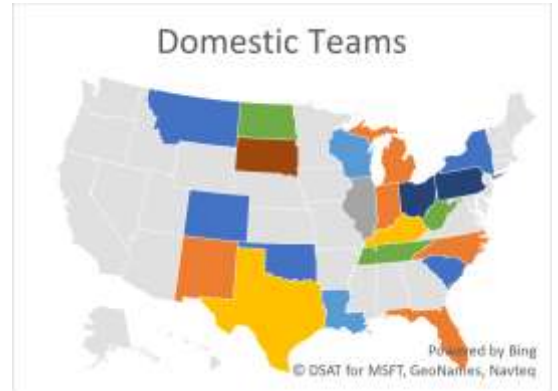 Domestic Teams
Powered by Bing
© DSAT for MSFT, GeoNames, Navteq